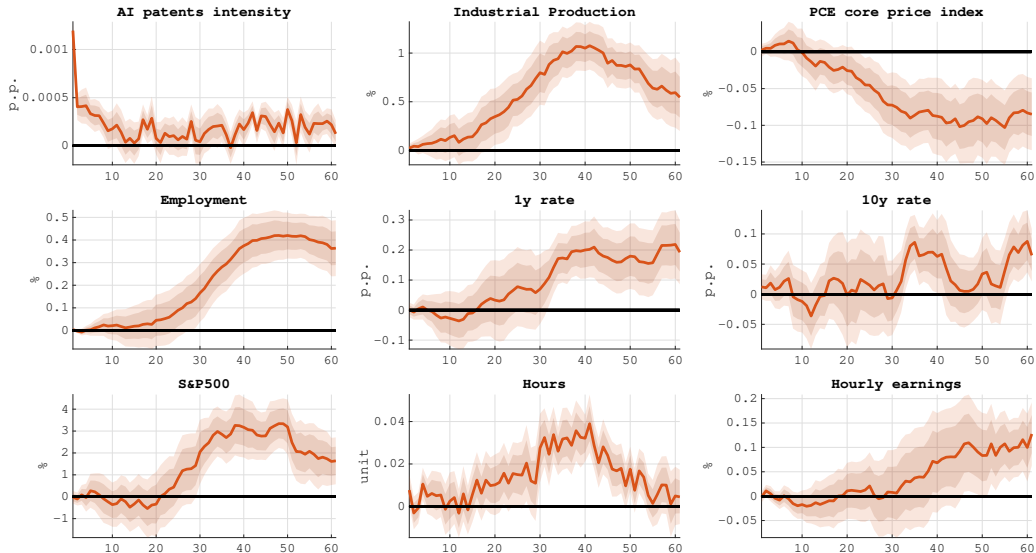 AI patents intensity
Industrial Production
PCE core price index
0.001
0.0005
0
p.p.
10 20 30 40 50 60
1
0.5
0
%
10 20 30 40 50 60
0
−0.05
−0.1
−0.15
%
10 20 30 40 50 60
Employment
1y rate
10y rate
0.5
0.4
0.3
0.2
0.1
0
%
10 20 30 40 50 60
0.3
0.2
0.1
0
−0.1
p.p.
10 20 30 40 50 60
0.1
0.05
0
−0.05
p.p.
10 20 30 40 50 60
S&P500
Hours
Hourly earnings
4
3
2
1
0
−1
%
10 20 30 40 50 60
0.04
0.02
0
unit
10 20 30 40 50 60
0.2
0.15
0.1
0.05
0
−0.05
%
10 20 30 40 50 60